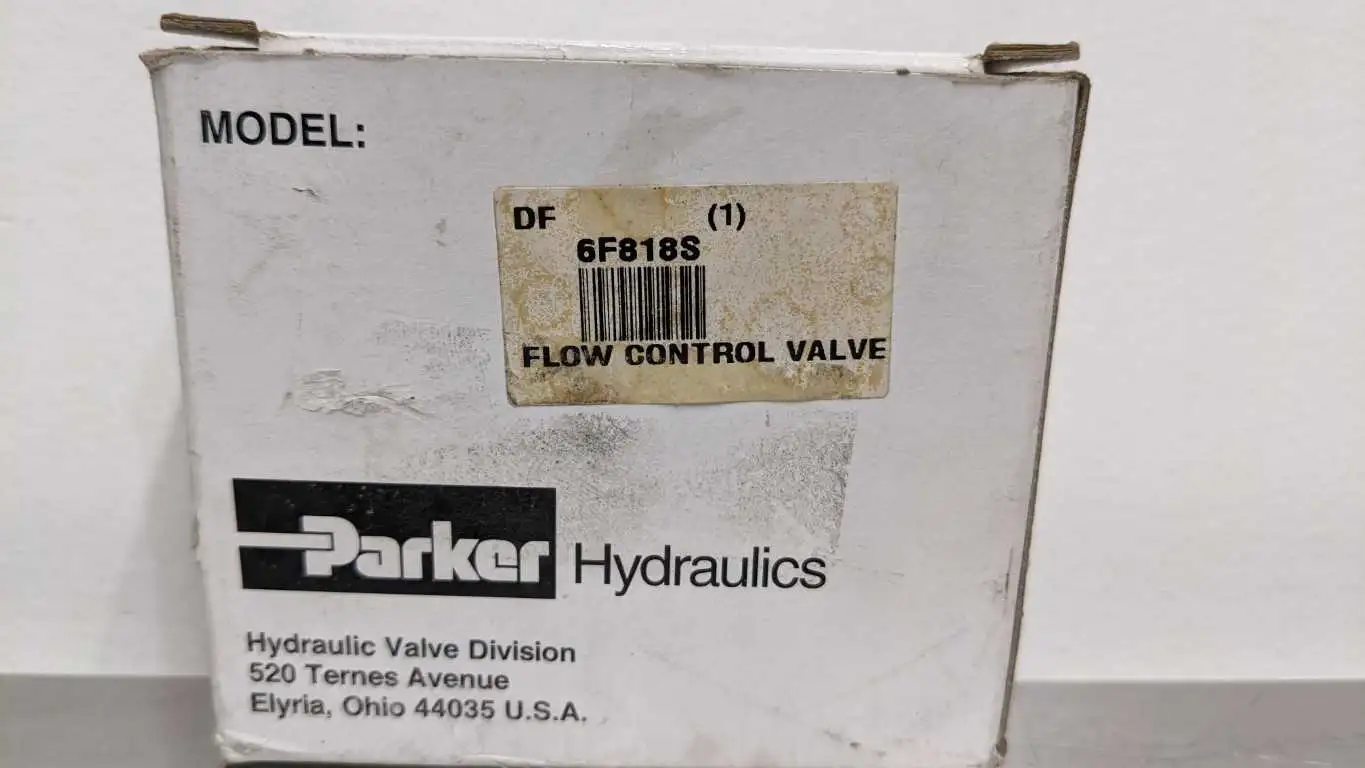 MODEL:
DF (1)
6F818S
FLOW CONTROL VALVE
Parker Hydraulics
Hydraulic Valve Division
520 Ternes Avenue
Elyria, Ohio 44035 U.S.A.